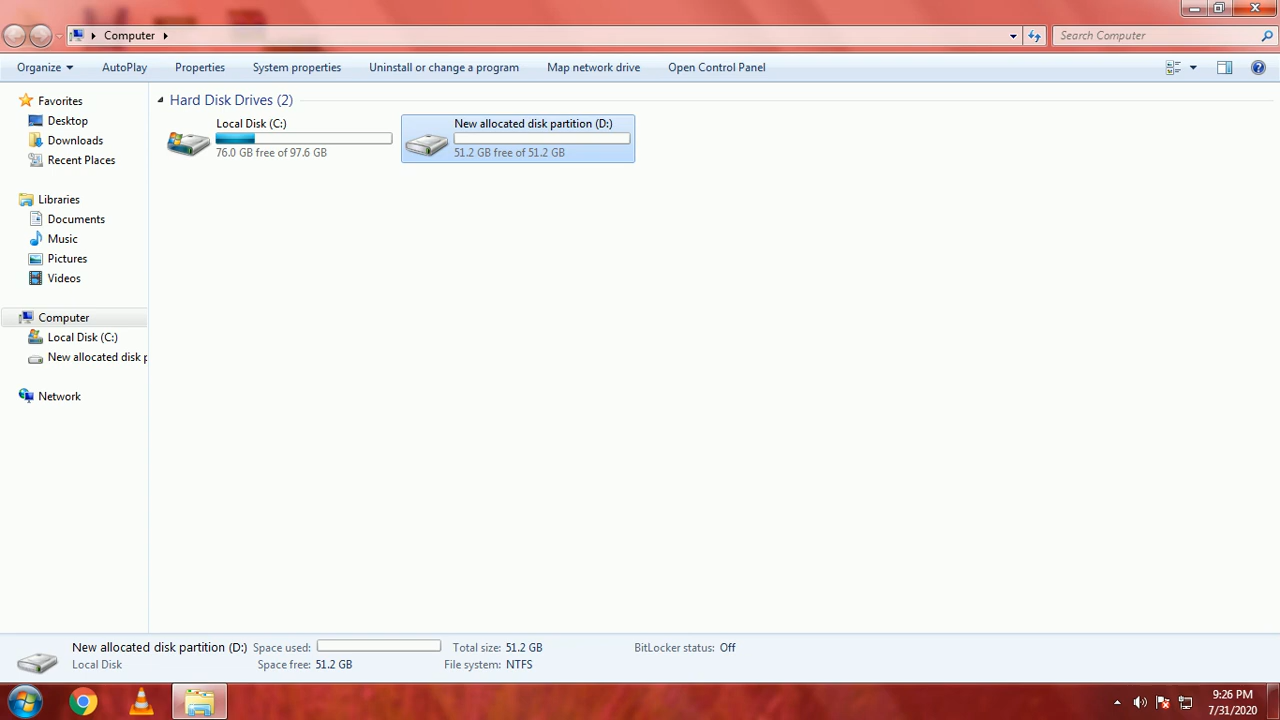 Computer
Search Computer
Organize AutoPlay Properties System properties Uninstall or change a program Map network drive Open Control Panel
Favorites
Desktop
Downloads
Recent Places
Libraries
Documents
Music
Pictures
Videos
Computer
Local Disk (C:)
New allocated disk p
Network
Hard Disk Drives (2)
Local Disk (C:)
76.0 GB free of 97.6 GB
New allocated disk partition (D:)
51.2 GB free of 51.2 GB
New allocated disk partition (D:) Space used: Total size: 51.2 GB BitLocker status: Off
Local Disk Space free: 51.2 GB File system: NTFS
9:26 PM
7/31/2020